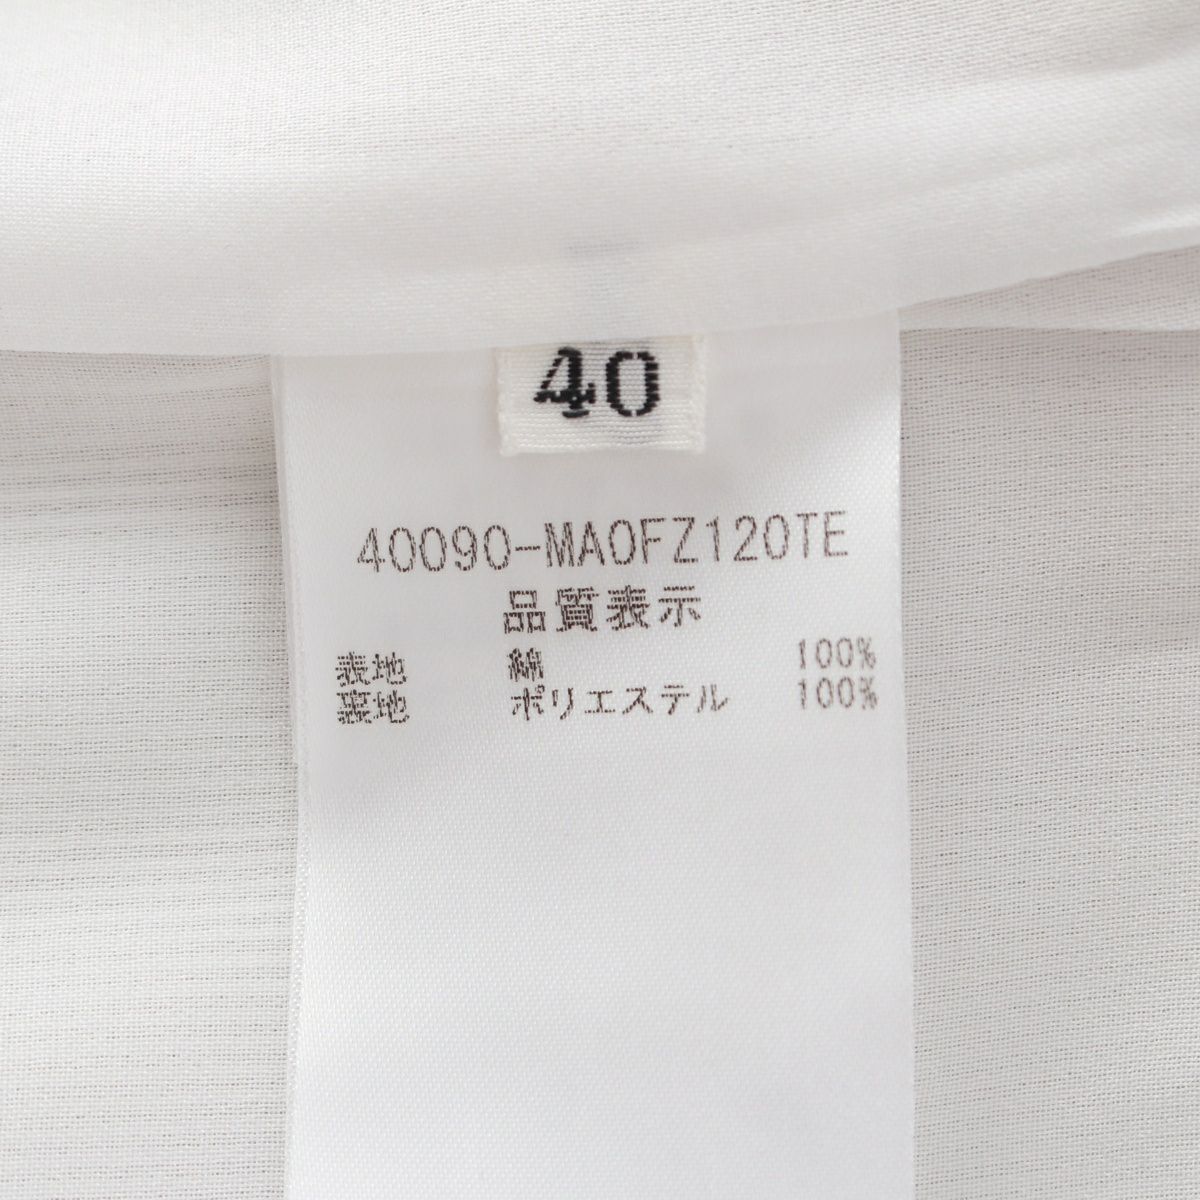 40
40090-MA0FZ120TE
品質表示
表地 綿 100%
裏地 ポリエステル 100%